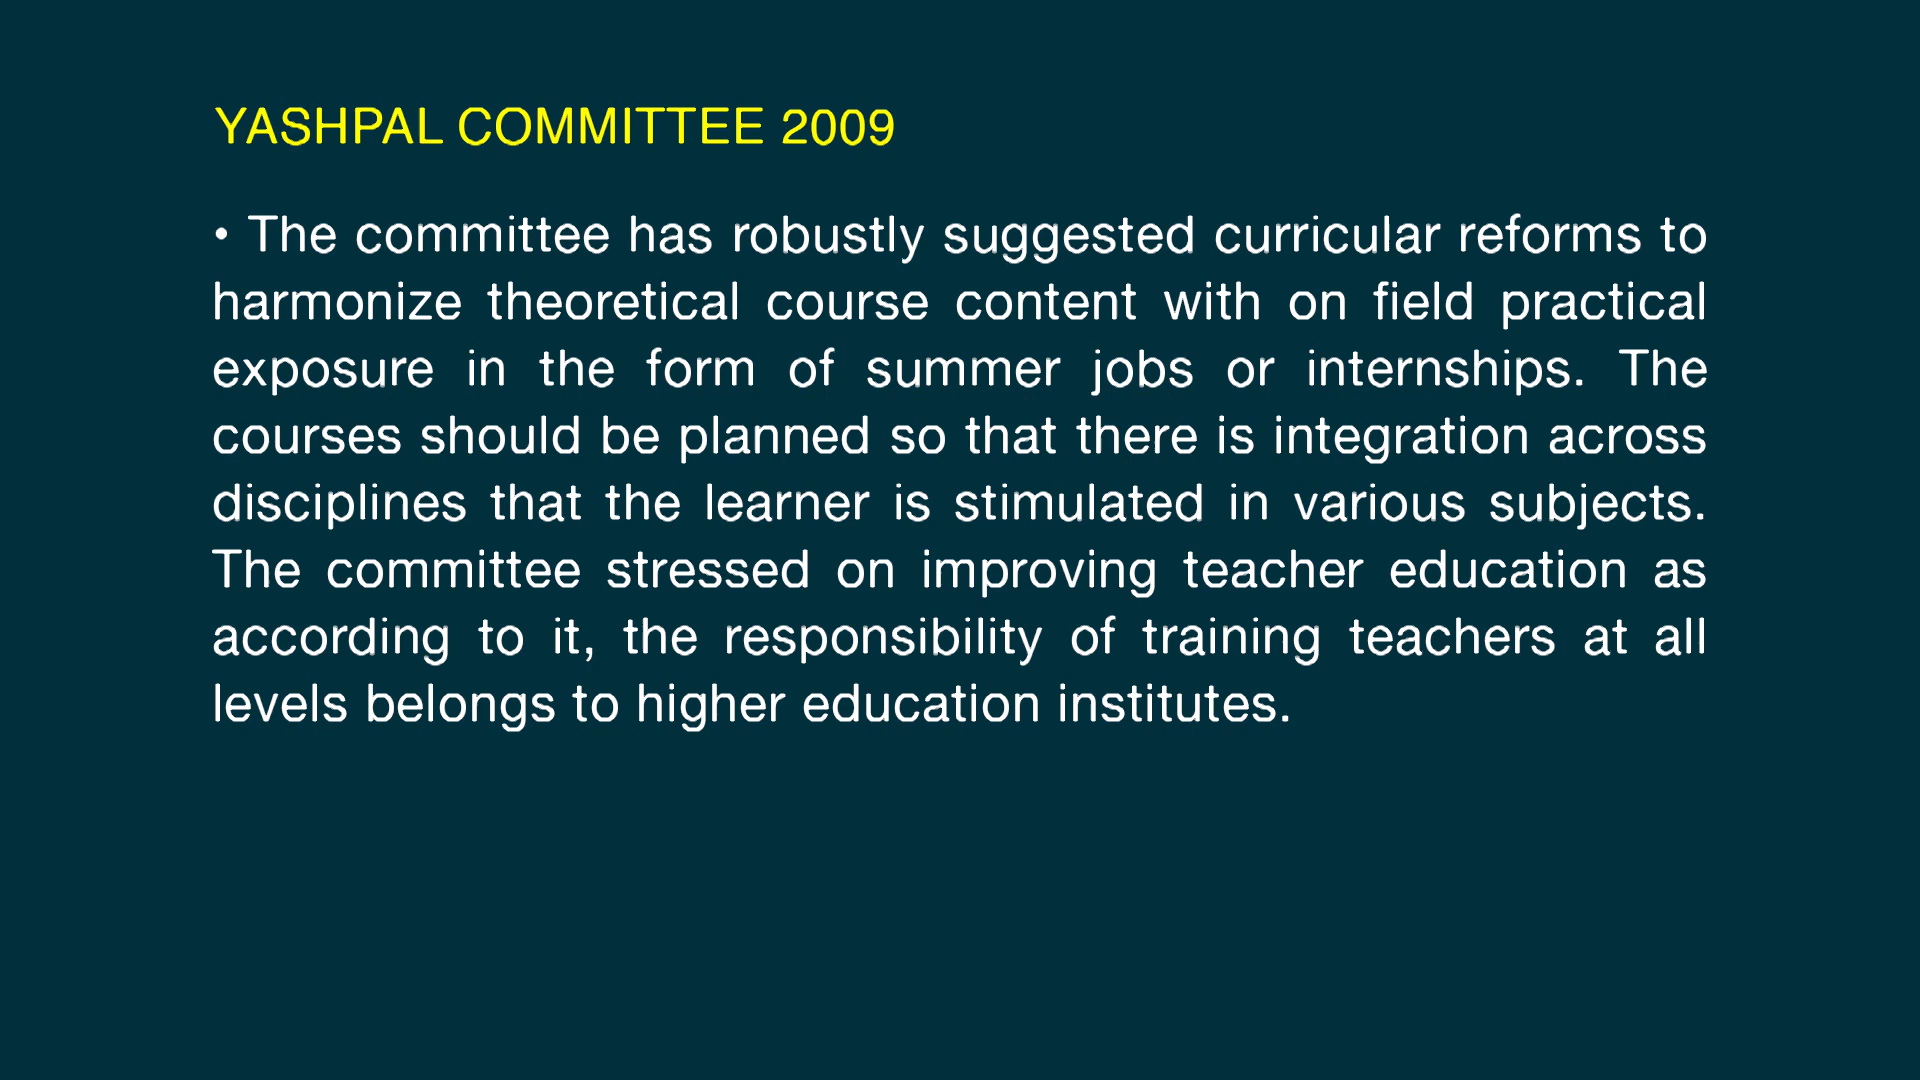 YASHPAL COMMITTEE 2009
• The committee has robustly suggested curricular reforms to
harmonize theoretical course content with on field practical
exposure in the form of summer jobs or internships. The
courses should be planned so that there is integration across
disciplines that the learner is stimulated in various subjects.
The committee stressed on improving teacher education as
according to it, the responsibility of training teachers at all
levels belongs to higher education institutes.